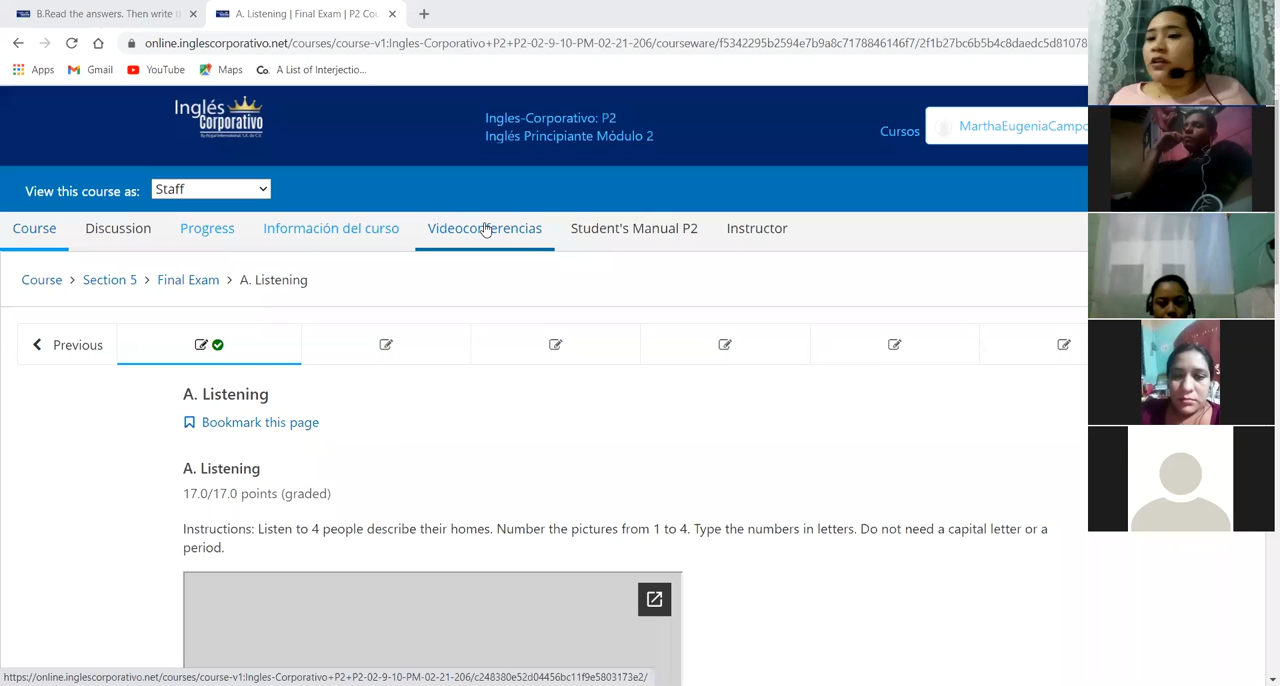 B.Read the answers. Then write t
A. Listening | Final Exam | P2 Cou
online.inglescorporativo.net/courses/course-v1:Ingles-Corporativo+P2+P2-02-9-10-PM-02-21-206/courseware/f5342295b2594e7b9a8c7178846146f7/2f1b27bc6b5b4c8daedc5d81078
Apps Gmail YouTube Maps Co. A List of Interjectio...
Inglés
Corporativo
Ingles-Corporativo: P2
Inglés Principiante Módulo 2
Cursos
MarthaEugeniaCampo
View this course as: Staff
Course Discussion Progress Información del curso Videoconferencias Student's Manual P2 Instructor
Course > Section 5 > Final Exam > A. Listening
Previous
A. Listening
Bookmark this page
A. Listening
17.0/17.0 points (graded)
Instructions: Listen to 4 people describe their homes. Number the pictures from 1 to 4. Type the numbers in letters. Do not need a capital letter or a
period.
https://online.inglescorporativo.net/courses/course-v1:Ingles-Corporativo+P2+P2-02-9-10-PM-02-21-206/c248380e52d04456bc11f9e5803173e2/